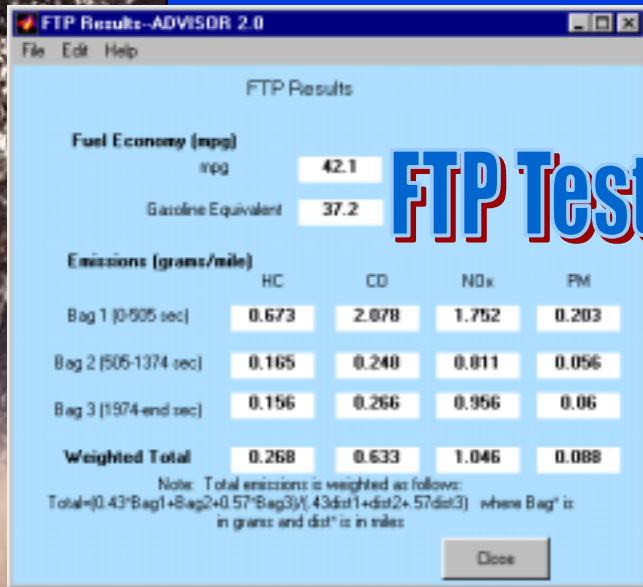 FTP Results--ADVISOR 2.0
File Edit Help
FTP Results
Fuel Economy (mpg)
mpg 42.1
Gasoline Equivalent 37.2
FTP Test
Emissions (grams/mile)
HC CO NOx PM
Bag 1 (0-505 sec) 0.673 2.078 1.752 0.203
Bag 2 (505-1374 sec) 0.165 0.248 0.811 0.056
Bag 3 (1974-end sec) 0.156 0.266 0.956 0.06
Weighted Total 0.268 0.633 1.046 0.088
Note: Total emissions is weighted as follows:
Total=(0.43*Bag1+Bag2+0.57*Bag3)/(.43dist1+dist2+.57dist3) where Bag* is
in grams and dist* is in miles
Close